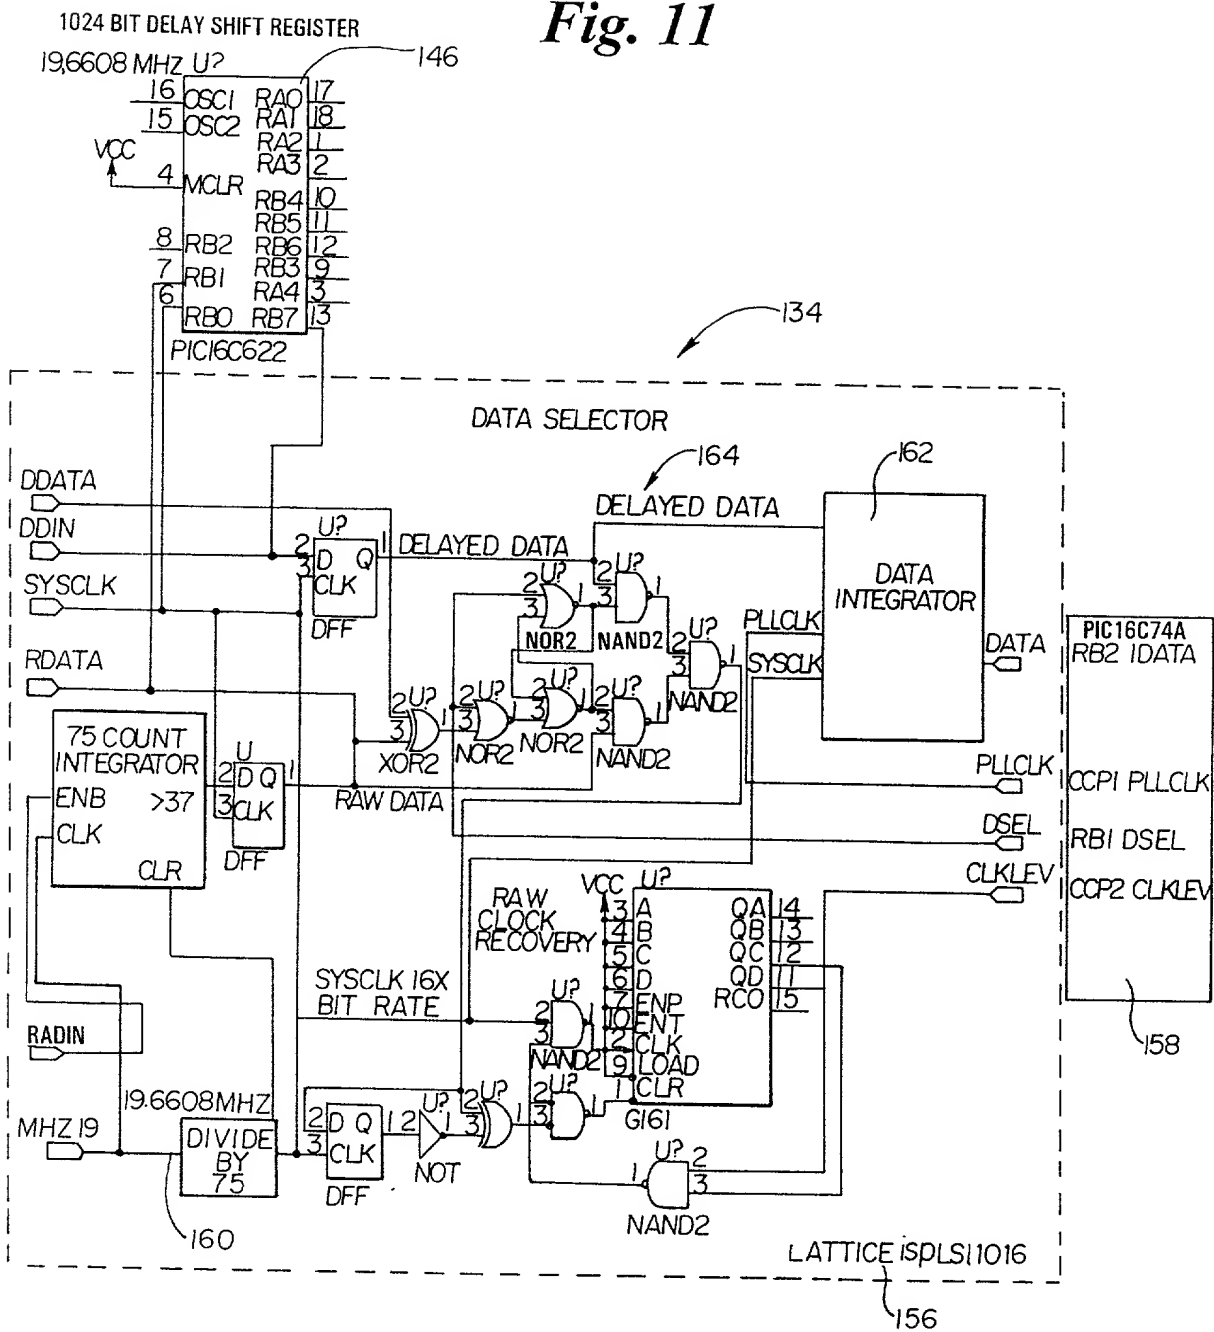 Fig. 11
1024 BIT DELAY SHIFT REGISTER
19,6608 MHZ U?
146
16 OSC1 RA0 17
15 OSC2 RA1 18
RA2 1
VCC
RA3 2
4 MCLR
RB4 10
RB5 11
8 RB2 RB6 12
7 RB1 RB3 9
RA4 3
6 RB0 RB7 13
PIC16C622
134
DATA SELECTOR
164
162
DDATA
DDIN
SYSCLK
RDATA
U?
2 D Q 1
3 CLK
DFF
DELAYED DATA
DELAYED DATA
DATA
INTEGRATOR
PLLCLK
SYSCLK
DATA
U?
2 1
3
NOR2
U?
2 1
3
NAND2
U?
2 1
3
NAND2
U?
2 1
3
XOR2
U?
2 1
3
NOR2
U?
2 1
3
NOR2
U?
2 1
3
NAND2
PIC16C74A
RB2 IDATA
CCP1 PLLCLK
RB1 DSEL
CCP2 CLKLEV
158
75 COUNT
INTEGRATOR
ENB >37
CLK
CLR
U
2 D Q 1
3 CLK
DFF
RAW DATA
PLLCLK
DSEL
CLKLEV
RAW
CLOCK
RECOVERY
VCC U?
3 A QA 14
4 B QB 13
5 C QC 12
6 D QD 11
7 ENP RCO 15
10 ENT
2 CLK
9 LOAD
1 CLR
G161
SYSCLK 16X
BIT RATE
U?
2 1
3
NAND2
RADIN
MHZ 19
19.6608MHZ
DIVIDE
BY
75
160
2 D Q 1
3 CLK
DFF
U?
2 1
NOT
U?
2 1
3
U?
2 1
3
U?
1 2
3
NAND2
LATTICE ispLSI1016
156